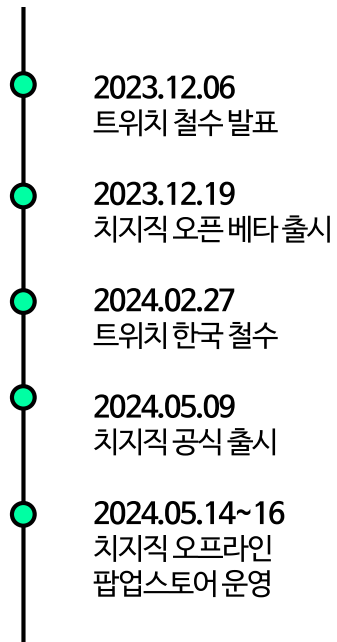 2023.12.06
트위치 철수 발표
2023.12.19
치지직 오픈 베타 출시
2024.02.27
트위치 한국 철수
2024.05.09
치지직 공식 출시
2024.05.14~16
치지직 오프라인
팝업스토어 운영